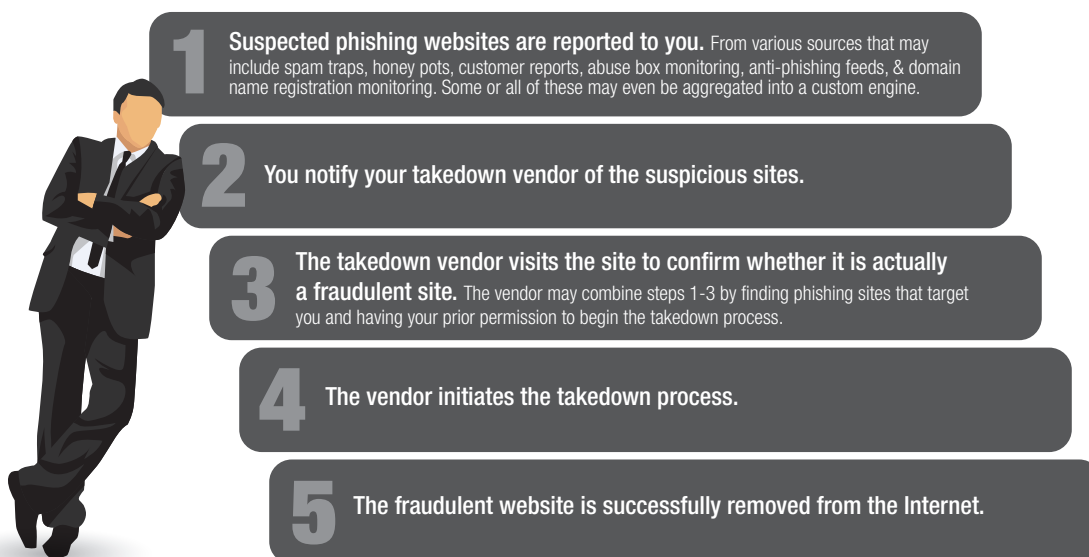 1
Suspected phishing websites are reported to you. From various sources that may
include spam traps, honey pots, customer reports, abuse box monitoring, anti-phishing feeds, & domain
name registration monitoring. Some or all of these may even be aggregated into a custom engine.
2
You notify your takedown vendor of the suspicious sites.
3
The takedown vendor visits the site to confirm whether it is actually
a fraudulent site. The vendor may combine steps 1-3 by finding phishing sites that target
you and having your prior permission to begin the takedown process.
4
The vendor initiates the takedown process.
5
The fraudulent website is successfully removed from the Internet.